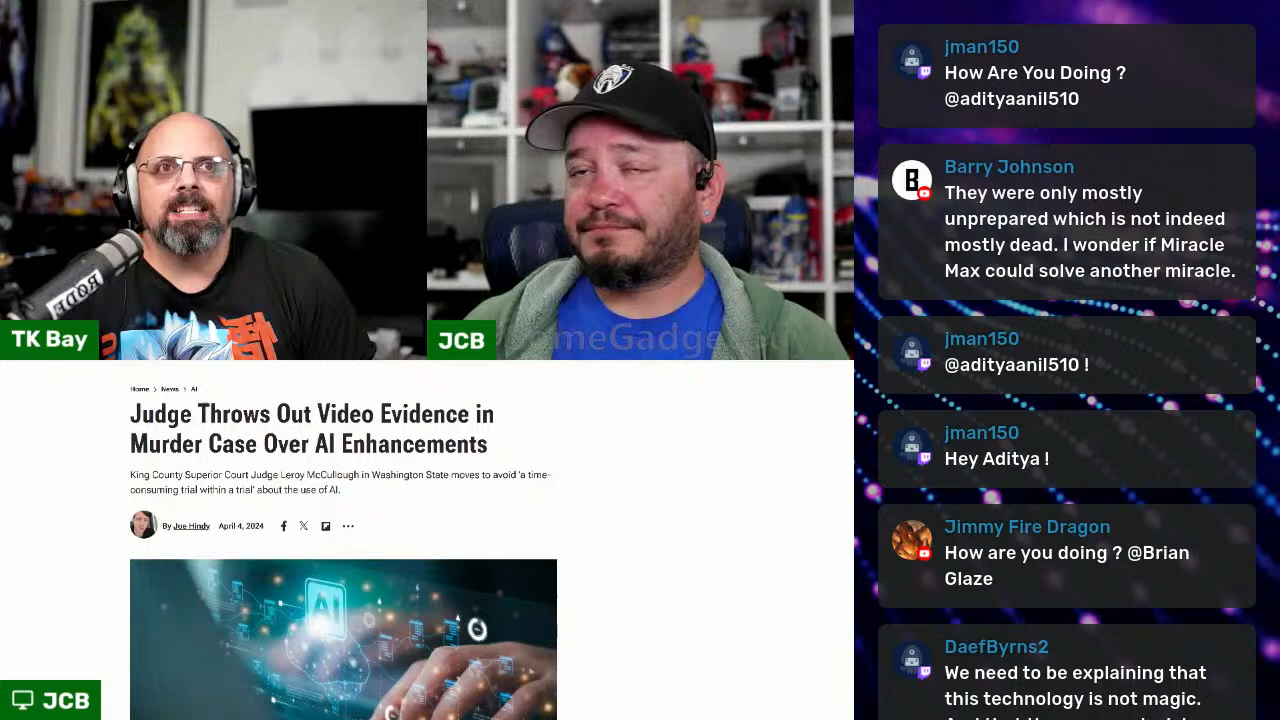 TK Bay
JCB
RODE
Home > News > AI
Judge Throws Out Video Evidence in
Murder Case Over AI Enhancements
King County Superior Court Judge Leroy McCullough in Washington State moves to avoid 'a time-
consuming trial within a trial' about the use of AI.
By Joe Hindy April 4, 2024
AI
JCB
jman150
How Are You Doing ?
@adityaanil510
B
Barry Johnson
They were only mostly
unprepared which is not indeed
mostly dead. I wonder if Miracle
Max could solve another miracle.
jman150
@adityaanil510 !
jman150
Hey Aditya !
Jimmy Fire Dragon
How are you doing ? @Brian
Glaze
DaefByrns2
We need to be explaining that
this technology is not magic.